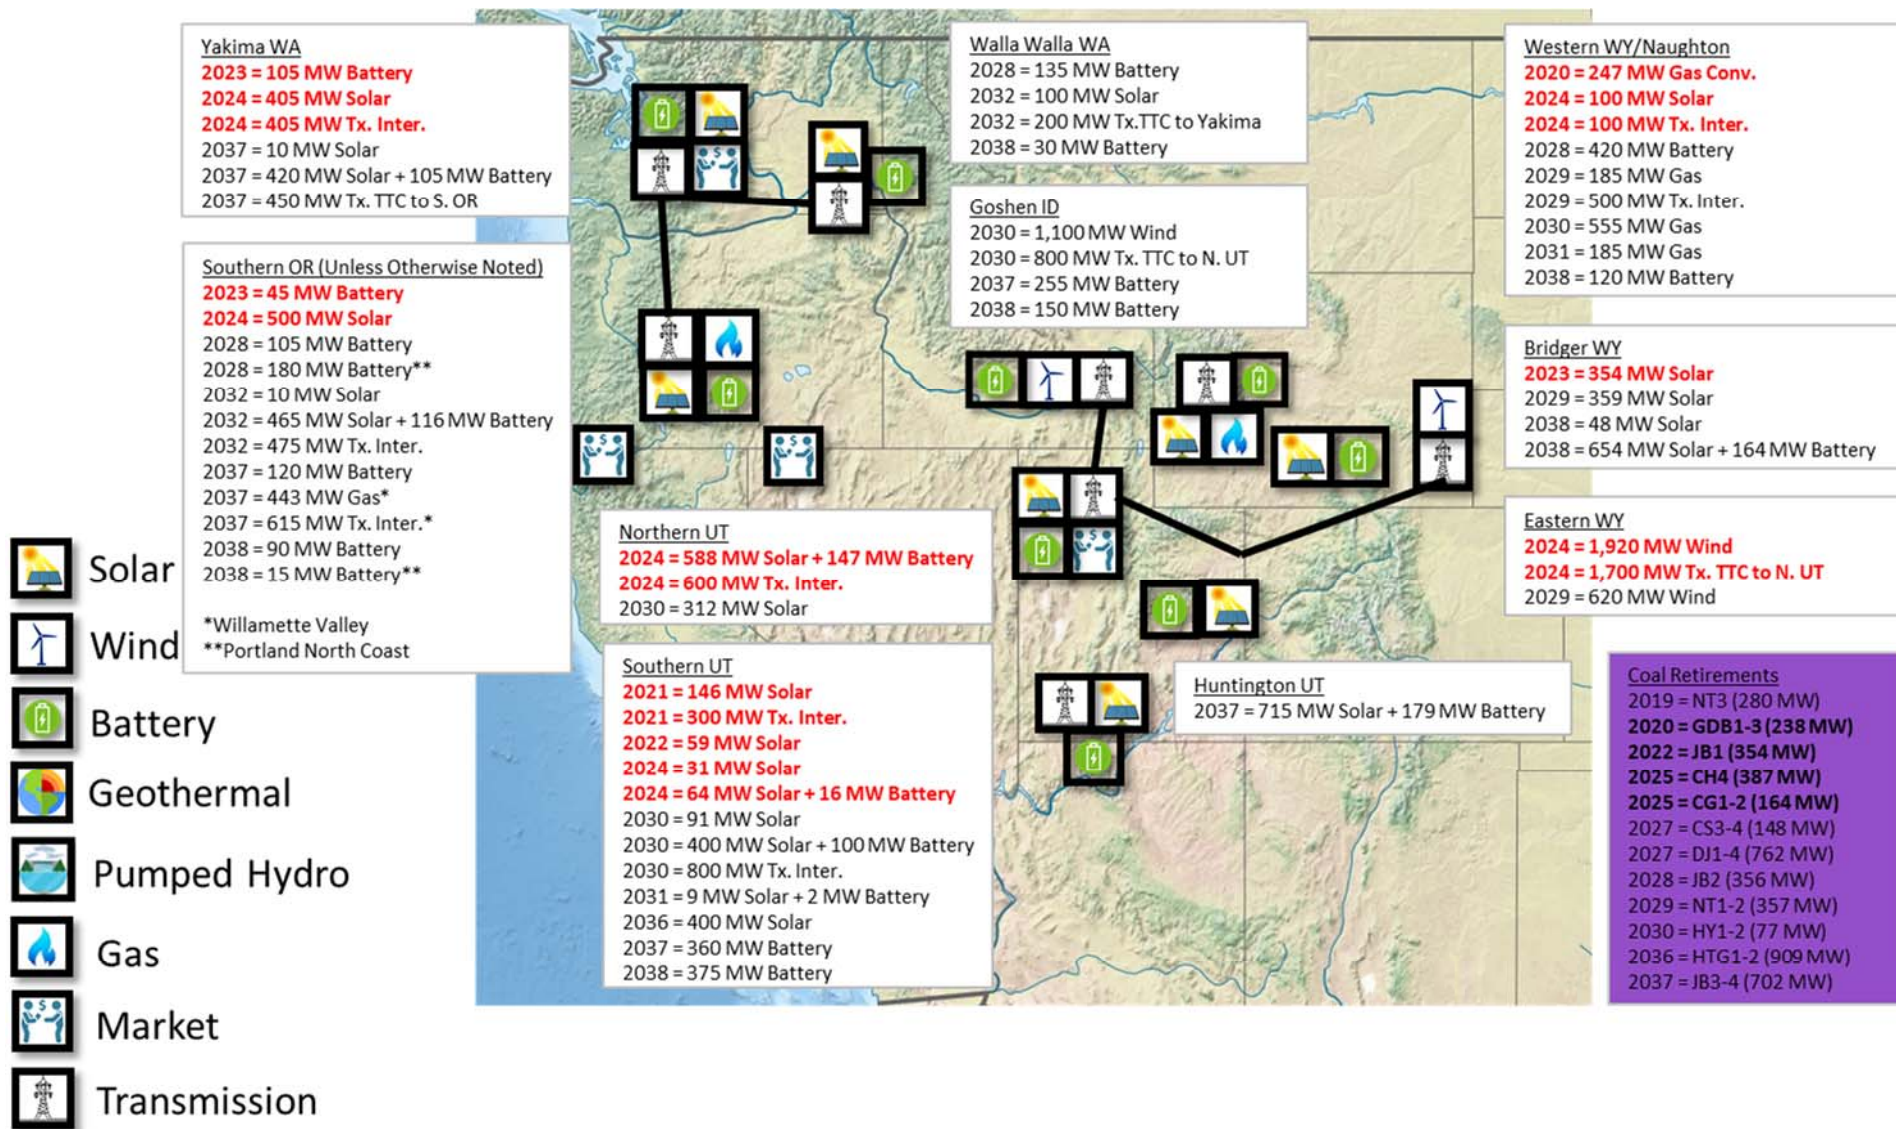 Yakima WA
2023 = 105 MW Battery
2024 = 405 MW Solar
2024 = 405 MW Tx. Inter.
2037 = 10 MW Solar
2037 = 420 MW Solar + 105 MW Battery
2037 = 450 MW Tx. TTC to S. OR
Walla Walla WA
2028 = 135 MW Battery
2032 = 100 MW Solar
2032 = 200 MW Tx.TTC to Yakima
2038 = 30 MW Battery
Western WY/Naughton
2020 = 247 MW Gas Conv.
2024 = 100 MW Solar
2024 = 100 MW Tx. Inter.
2028 = 420 MW Battery
2029 = 185 MW Gas
2029 = 500 MW Tx. Inter.
2030 = 555 MW Gas
2031 = 185 MW Gas
2038 = 120 MW Battery
Goshen ID
2030 = 1,100 MW Wind
2030 = 800 MW Tx. TTC to N. UT
2037 = 255 MW Battery
2038 = 150 MW Battery
Southern OR (Unless Otherwise Noted)
2023 = 45 MW Battery
2024 = 500 MW Solar
2028 = 105 MW Battery
2028 = 180 MW Battery**
2032 = 10 MW Solar
2032 = 465 MW Solar + 116 MW Battery
2032 = 475 MW Tx. Inter.
2037 = 120 MW Battery
2037 = 443 MW Gas*
2037 = 615 MW Tx. Inter.*
2038 = 90 MW Battery
2038 = 15 MW Battery**
*Willamette Valley
**Portland North Coast
Bridger WY
2023 = 354 MW Solar
2029 = 359 MW Solar
2038 = 48 MW Solar
2038 = 654 MW Solar + 164 MW Battery
Northern UT
2024 = 588 MW Solar + 147 MW Battery
2024 = 600 MW Tx. Inter.
2030 = 312 MW Solar
Eastern WY
2024 = 1,920 MW Wind
2024 = 1,700 MW Tx. TTC to N. UT
2029 = 620 MW Wind
Southern UT
2021 = 146 MW Solar
2021 = 300 MW Tx. Inter.
2022 = 59 MW Solar
2024 = 31 MW Solar
2024 = 64 MW Solar + 16 MW Battery
2030 = 91 MW Solar
2030 = 400 MW Solar + 100 MW Battery
2030 = 800 MW Tx. Inter.
2031 = 9 MW Solar + 2 MW Battery
2036 = 400 MW Solar
2037 = 360 MW Battery
2038 = 375 MW Battery
Huntington UT
2037 = 715 MW Solar + 179 MW Battery
Coal Retirements
2019 = NT3 (280 MW)
2020 = GDB1-3 (238 MW)
2022 = JB1 (354 MW)
2025 = CH4 (387 MW)
2025 = CG1-2 (164 MW)
2027 = CS3-4 (148 MW)
2027 = DJ1-4 (762 MW)
2028 = JB2 (356 MW)
2029 = NT1-2 (357 MW)
2030 = HY1-2 (77 MW)
2036 = HTG1-2 (909 MW)
2037 = JB3-4 (702 MW)
Solar
Wind
Battery
Geothermal
Pumped Hydro
Gas
Market
Transmission